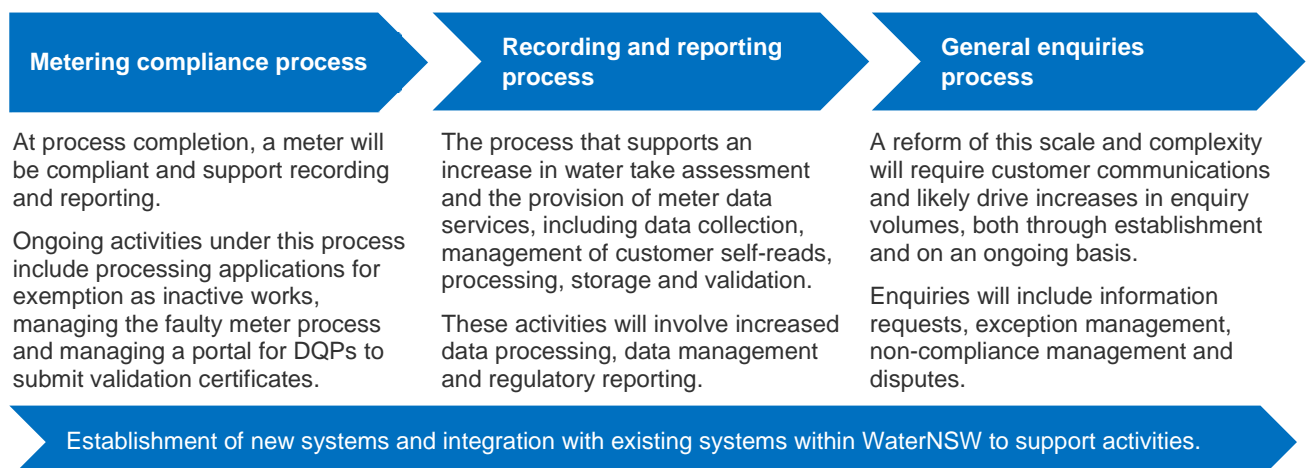 Metering compliance process
At process completion, a meter will
be compliant and support recording
and reporting.
Ongoing activities under this process
include processing applications for
exemption as inactive works,
managing the faulty meter process
and managing a portal for DQPs to
submit validation certificates.
Recording and reporting
process
The process that supports an
increase in water take assessment
and the provision of meter data
services, including data collection,
management of customer self-reads,
processing, storage and validation.
These activities will involve increased
data processing, data management
and regulatory reporting.
General enquiries
process
A reform of this scale and complexity
will require customer communications
and likely drive increases in enquiry
volumes, both through establishment
and on an ongoing basis.
Enquiries will include information
requests, exception management,
non-compliance management and
disputes.
Establishment of new systems and integration with existing systems within WaterNSW to support activities.